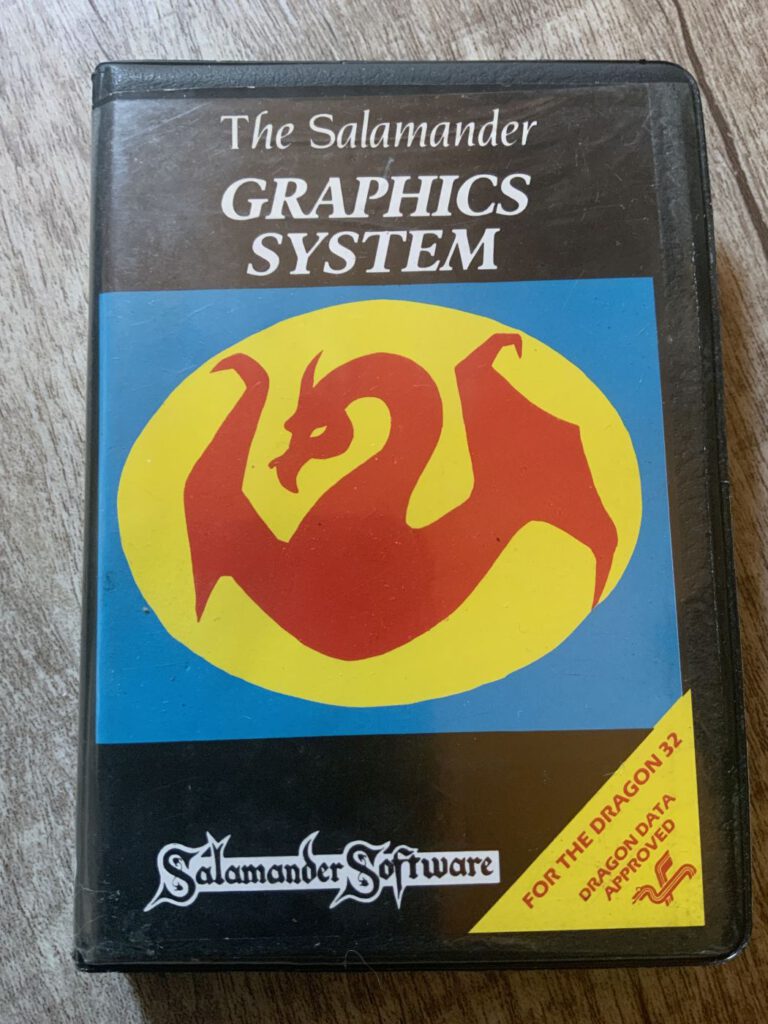 The Salamander
GRAPHICS
SYSTEM
Salamander Software
FOR THE DRAGON 32
DRAGON DATA
APPROVED